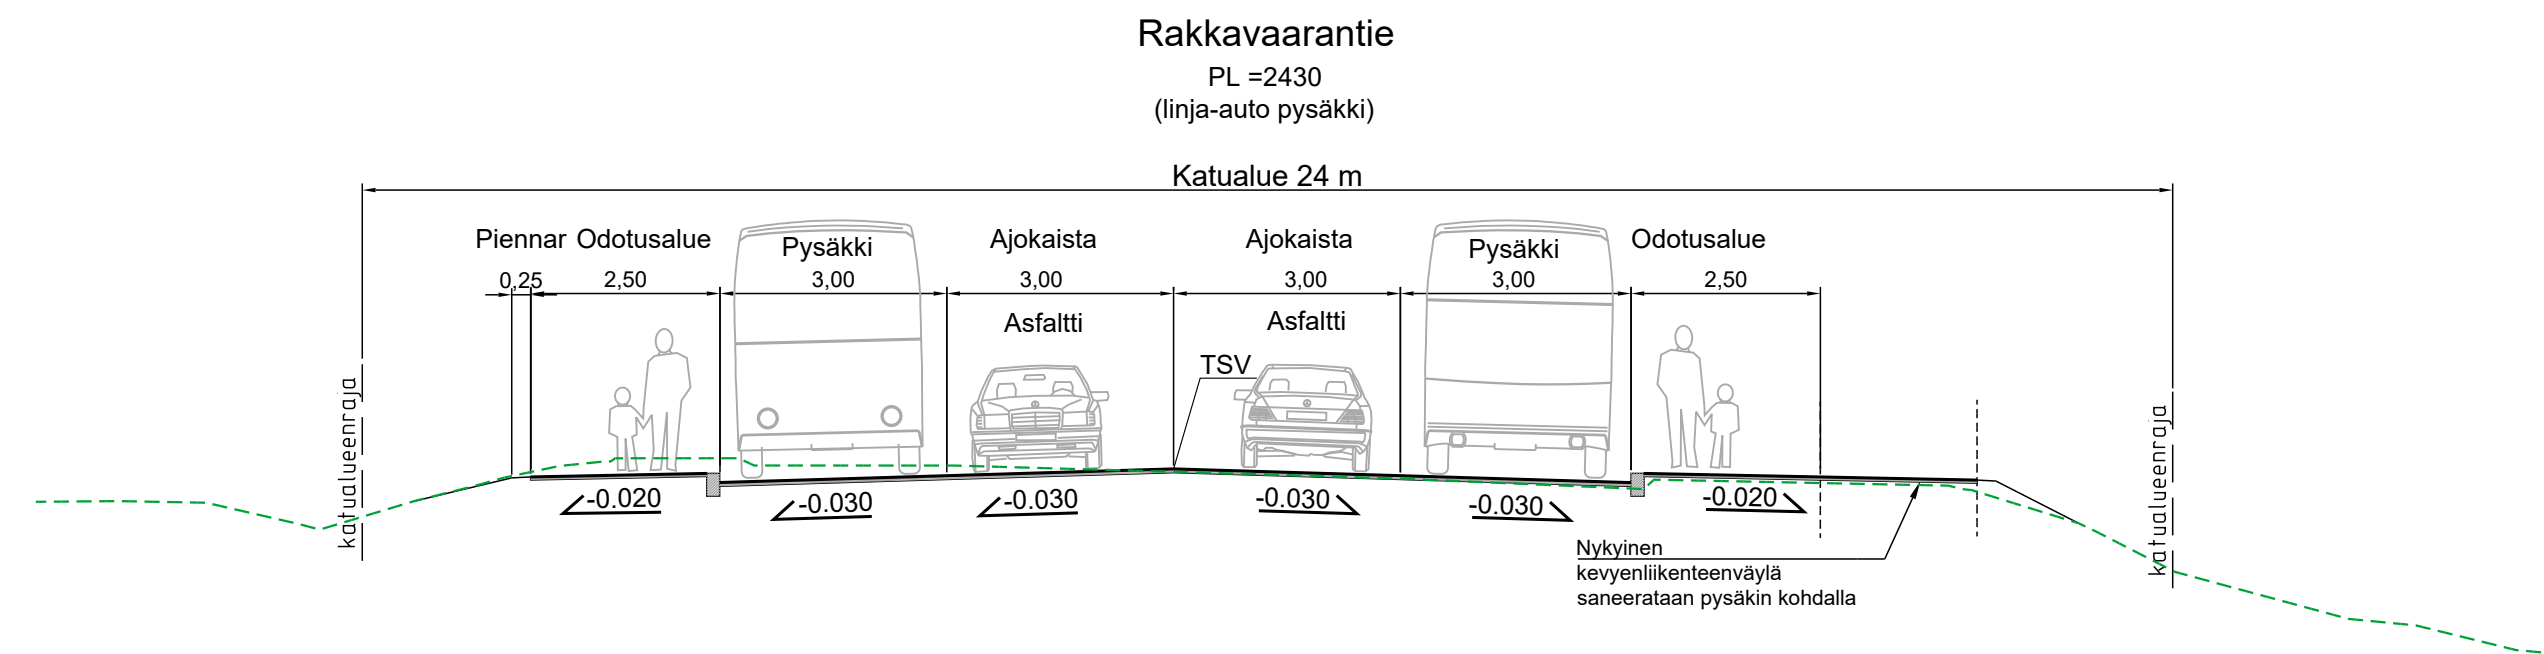 Rakkavaarantie
PL =2430
(linja-auto pysäkki)
Katualue 24 m
Piennar Odotusalue Pysäkki Ajokaista Ajokaista Pysäkki Odotusalue
0,25 2,50 3,00 3,00 3,00 3,00 2,50
Asfaltti Asfaltti
TSV
katualueenraja katualueenraja
-0.020 -0.030 -0.030 -0.030 -0.030 -0.020
Nykyinen
kevyenliikenteenväylä
saneerataan pysäkin kohdalla